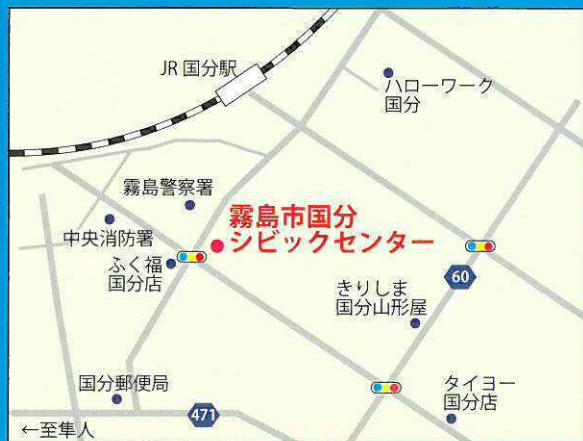 JR 国分駅
ハローワーク
国分
霧島警察署
霧島市国分
シビックセンター
中央消防署
ふく福
国分店
60
きりしま
国分山形屋
国分郵便局
タイヨー
国分店
471
←至隼人